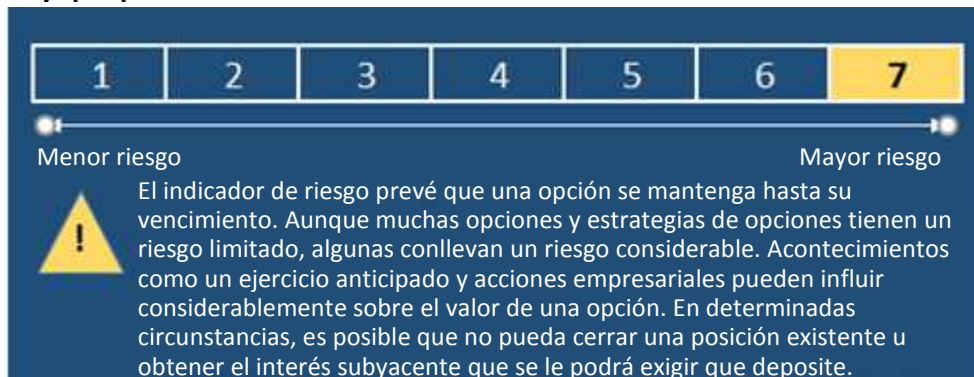 1 2 3 4 5 6 7
Menor riesgo Mayor riesgo
El indicador de riesgo prevé que una opción se mantenga hasta su
! vencimiento. Aunque muchas opciones y estrategias de opciones tienen un
riesgo limitado, algunas conllevan un riesgo considerable. Acontecimientos
como un ejercicio anticipado y acciones empresariales pueden influir
considerablemente sobre el valor de una opción. En determinadas
circunstancias, es posible que no pueda cerrar una posición existente u
obtener el interés subyacente que se le podrá exigir que deposite.